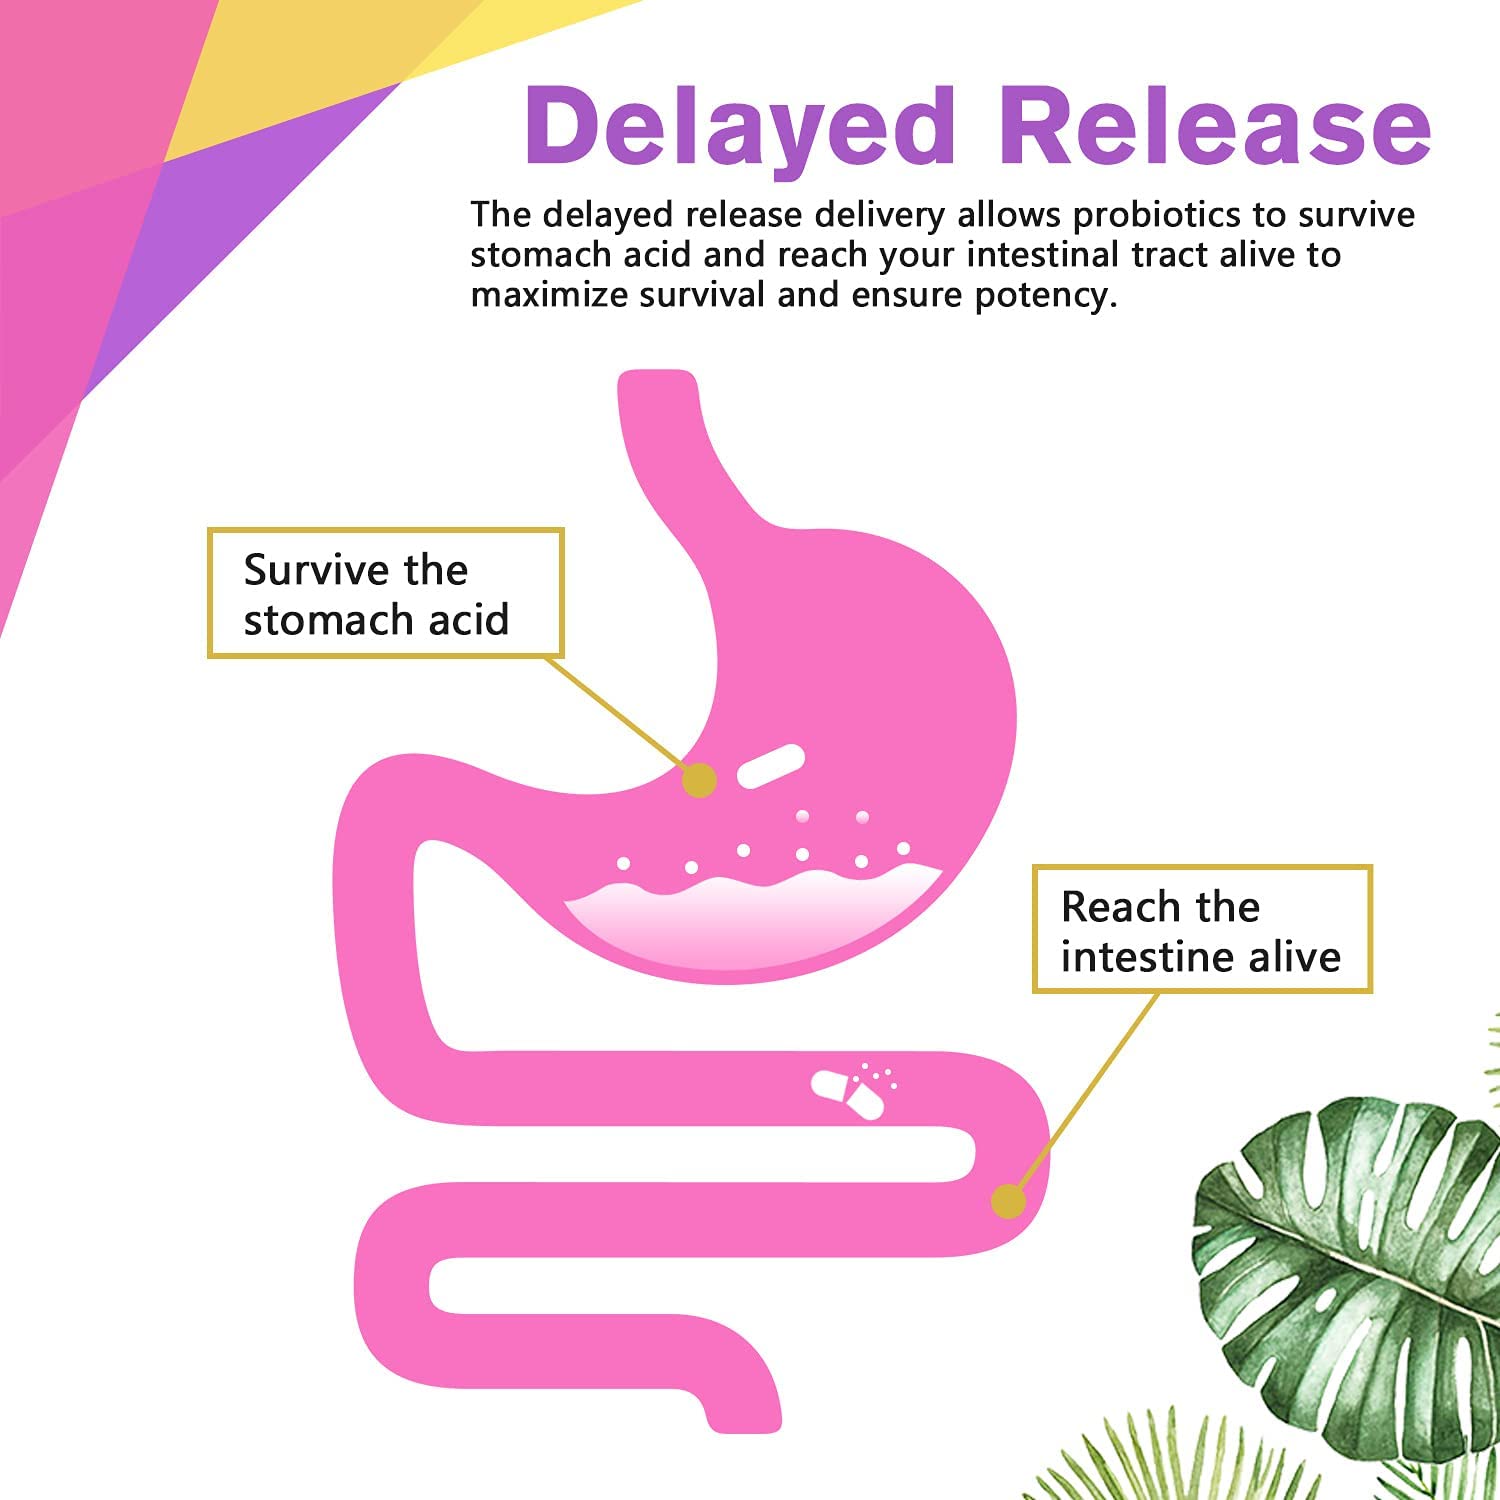 Delayed Release
The delayed release delivery allows probiotics to survive
stomach acid and reach your intestinal tract alive to
maximize survival and ensure potency.
Survive the
stomach acid
Reach the
intestine alive